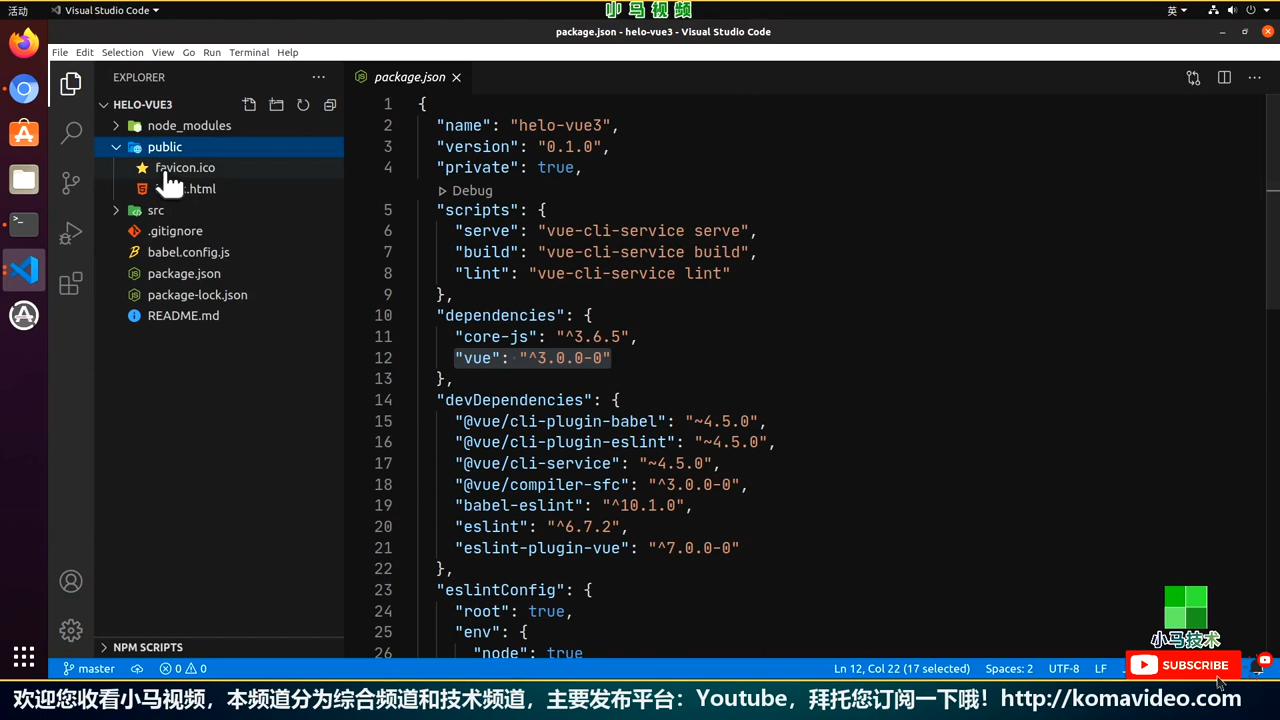 活动
Visual Studio Code
小马视频
英
package.json - helo-vue3 - Visual Studio Code
File Edit Selection View Go Run Terminal Help
EXPLORER
package.json
HELO-VUE3
node_modules
public
favicon.ico
.html
src
.gitignore
babel.config.js
package.json
package-lock.json
README.md
NPM SCRIPTS
1 {
2 "name": "helo-vue3",
3 "version": "0.1.0",
4 "private": true,
Debug
5 "scripts": {
6 "serve": "vue-cli-service serve",
7 "build": "vue-cli-service build",
8 "lint": "vue-cli-service lint"
9 },
10 "dependencies": {
11 "core-js": "^3.6.5",
12 "vue": "^3.0.0-0"
13 },
14 "devDependencies": {
15 "@vue/cli-plugin-babel": "~4.5.0",
16 "@vue/cli-plugin-eslint": "~4.5.0",
17 "@vue/cli-service": "~4.5.0",
18 "@vue/compiler-sfc": "^3.0.0-0",
19 "babel-eslint": "^10.1.0",
20 "eslint": "^6.7.2",
21 "eslint-plugin-vue": "^7.0.0-0"
22 },
23 "eslintConfig": {
24 "root": true,
25 "env": {
26 "node": true
小马技术
SUBSCRIBE
master 0 0
Ln 12, Col 22 (17 selected) Spaces: 2 UTF-8 LF
欢迎您收看小马视频，本频道分为综合频道和技术频道，主要发布平台：Youtube，拜托您订阅一下哦！http://komavideo.com